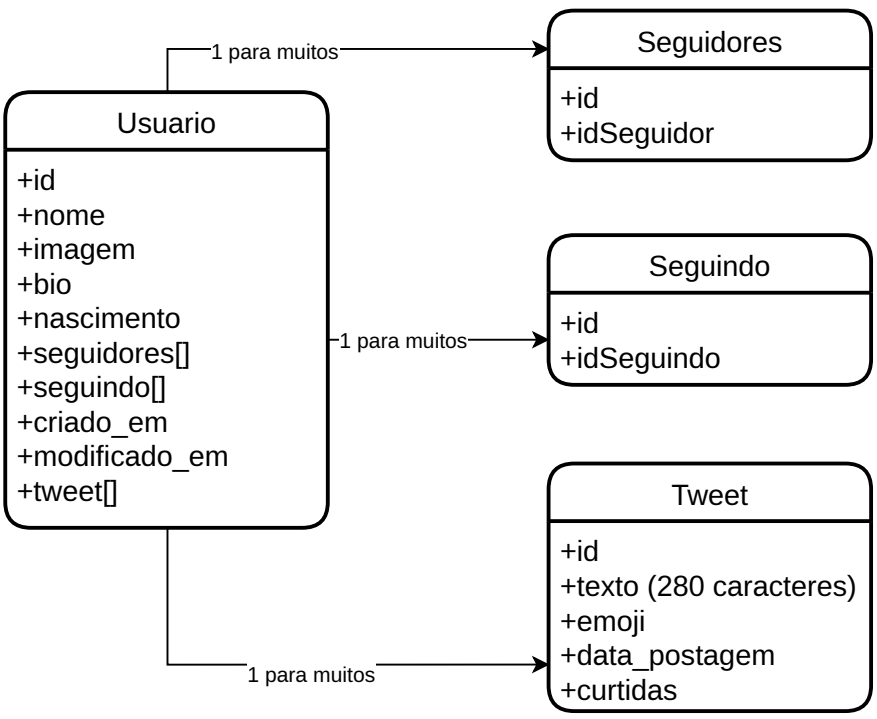 Usuario
+id
+nome
+imagem
+bio
+nascimento
+seguidores[]
+seguindo[]
+criado_em
+modificado_em
+tweet[]
1 para muitos
Seguidores
+id
+idSeguidor
1 para muitos
Seguindo
+id
+idSeguindo
1 para muitos
Tweet
+id
+texto (280 caracteres)
+emoji
+data_postagem
+curtidas